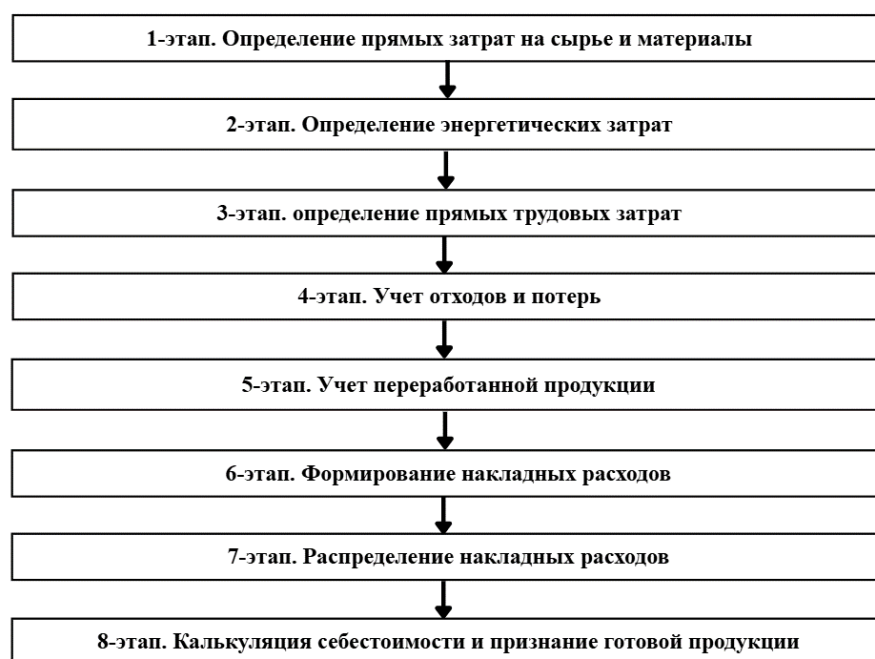 1-этап. Определение прямых затрат на сырье и материалы
2-этап. Определение энергетических затрат
3-этап. определение прямых трудовых затрат
4-этап. Учет отходов и потерь
5-этап. Учет переработанной продукции
6-этап. Формирование накладных расходов
7-этап. Распределение накладных расходов
8-этап. Калькуляция себестоимости и признание готовой продукции